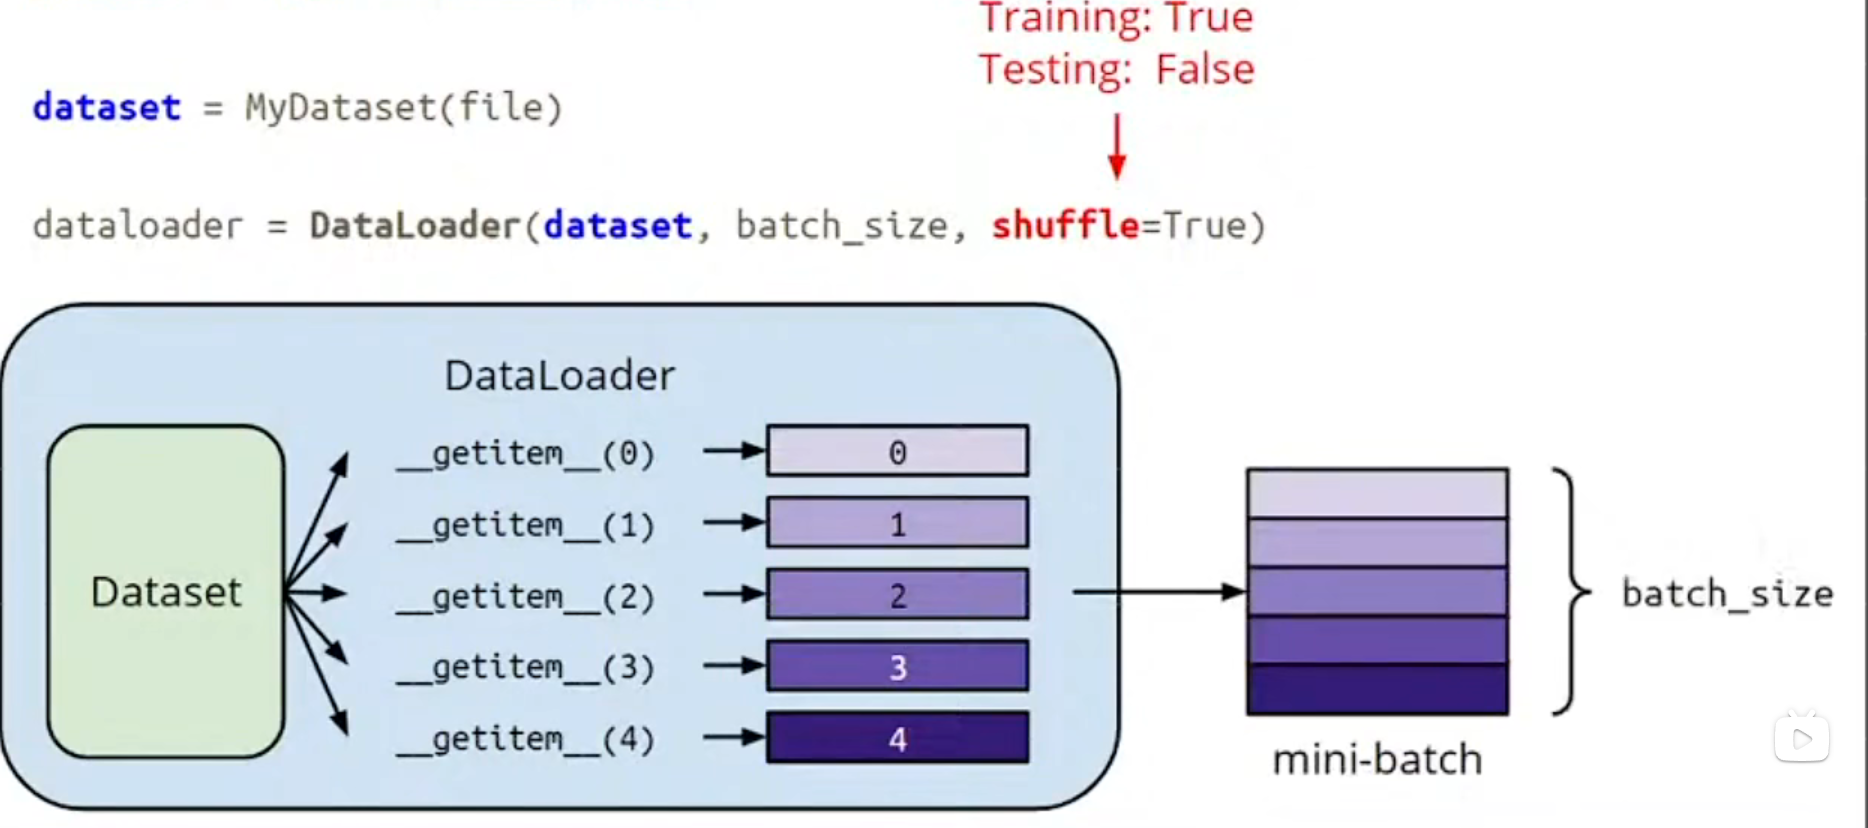 Training: True
Testing: False
dataset = MyDataset(file)
dataloader = DataLoader(dataset, batch_size, shuffle=True)
DataLoader
Dataset
__getitem__(0)
0
__getitem__(1)
1
__getitem__(2)
2
__getitem__(3)
3
__getitem__(4)
4
batch_size
mini-batch